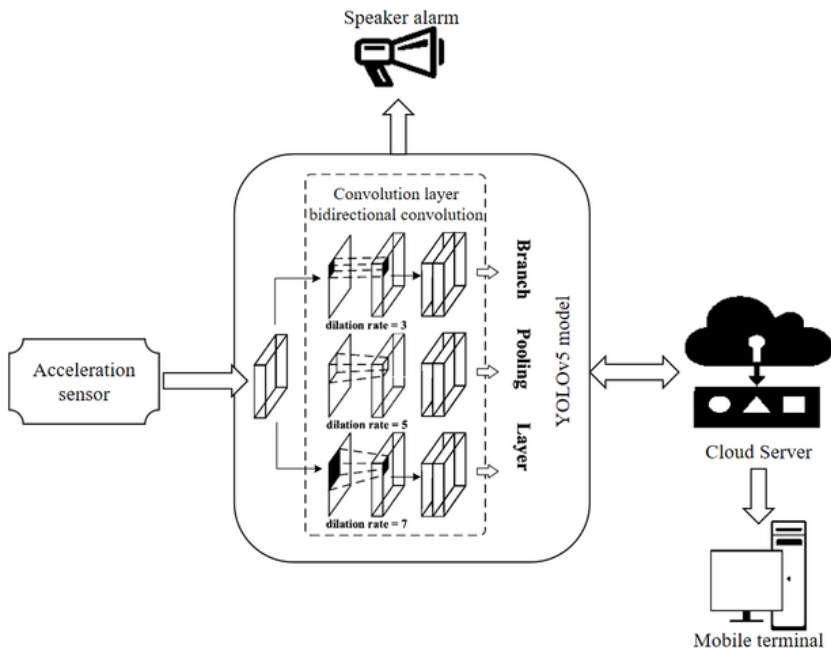 Speaker alarm
Convolution layer
bidirectional convolution
dilation rate = 3
dilation rate = 5
dilation rate = 7
Branch
Pooling
Layer
YOLOv5 model
Acceleration
sensor
Cloud Server
Mobile terminal